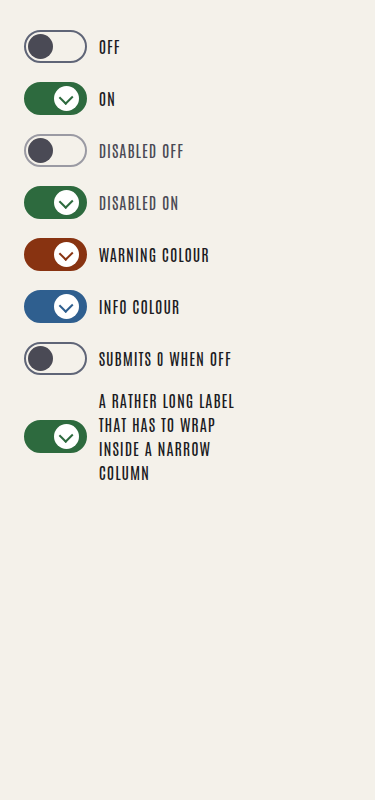 OFF
ON
DISABLED OFF
DISABLED ON
WARNING COLOUR
INFO COLOUR
SUBMITS 0 WHEN OFF
A RATHER LONG LABEL
THAT HAS TO WRAP
INSIDE A NARROW
COLUMN